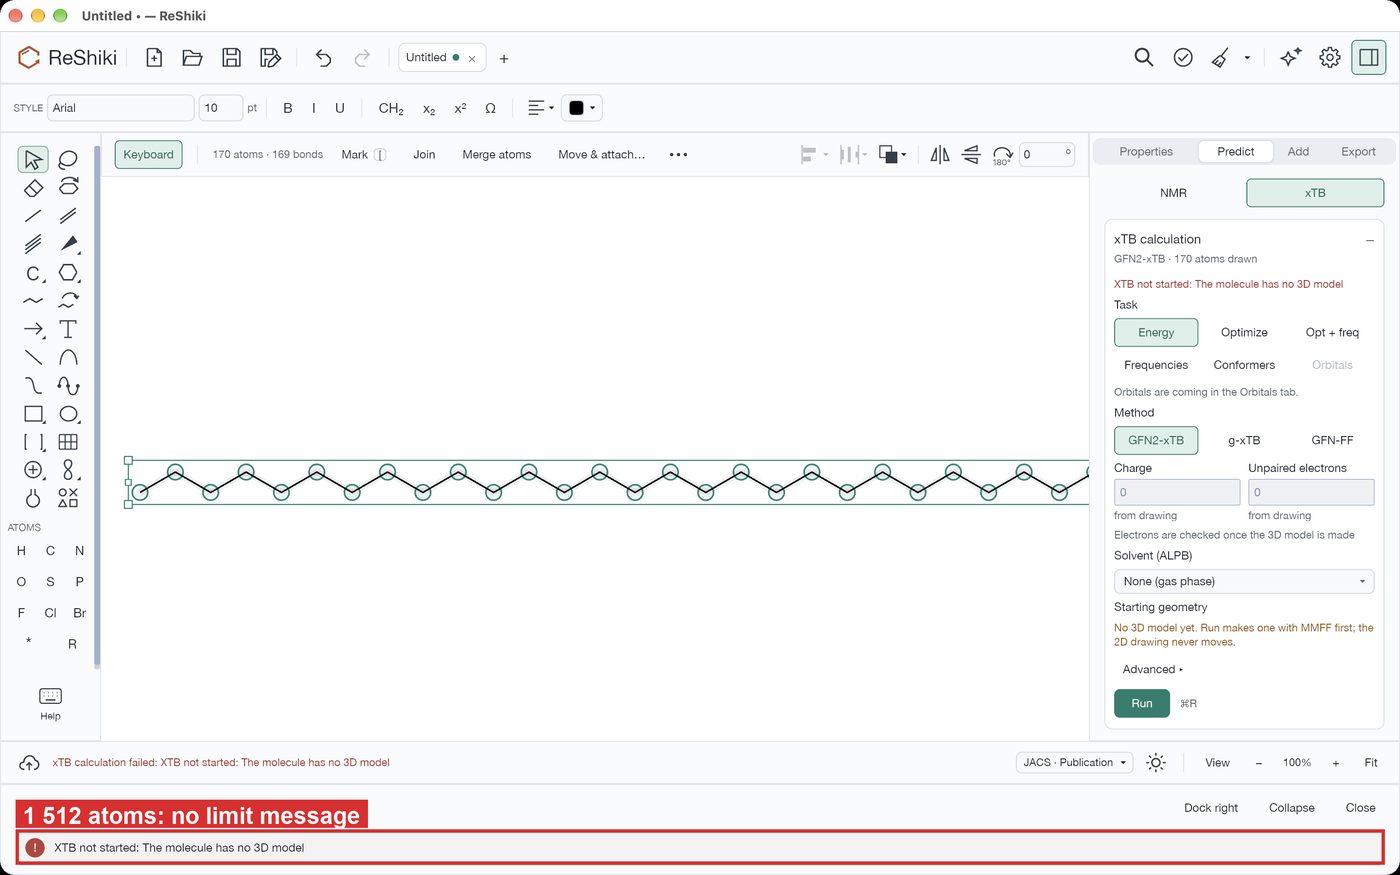 Untitled • — ReShiki
ReShiki
Untitled ● × +
STYLE Arial 10 pt B I U CH₂ x₂ x² Ω
Keyboard 170 atoms · 169 bonds Mark [ Join Merge atoms Move & attach... ••• 180° 0 °
Properties Predict Add Export
NMR xTB
xTB calculation –
GFN2-xTB · 170 atoms drawn
XTB not started: The molecule has no 3D model
Task
Energy Optimize Opt + freq
Frequencies Conformers Orbitals
Orbitals are coming in the Orbitals tab.
Method
GFN2-xTB g-xTB GFN-FF
Charge Unpaired electrons
0 0
from drawing from drawing
Electrons are checked once the 3D model is made
Solvent (ALPB)
None (gas phase)
Starting geometry
No 3D model yet. Run makes one with MMFF first; the
2D drawing never moves.
Advanced
Run ⌘R
C
T
ATOMS
H C N
O S P
F Cl Br
* R
Help
xTB calculation failed: XTB not started: The molecule has no 3D model
JACS · Publication View − 100% + Fit
1 512 atoms: no limit message
Dock right Collapse Close
! XTB not started: The molecule has no 3D model